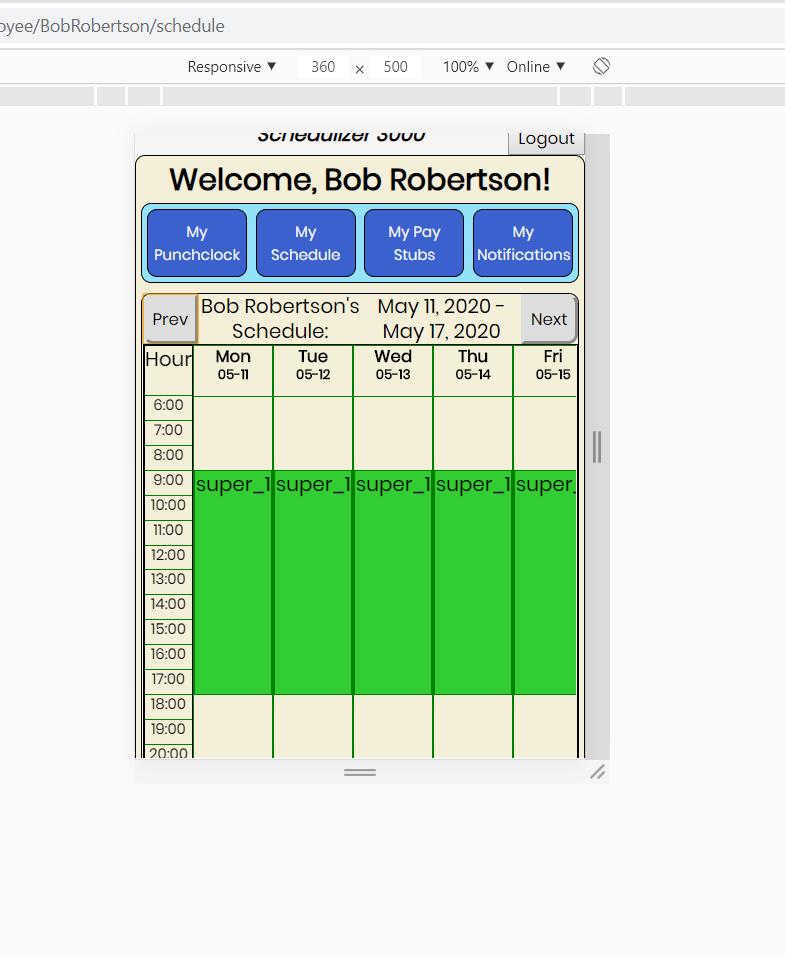 oyee/BobRobertson/schedule
Responsive ▼ 360 × 500 100% ▼ Online ▼
Schedulizer 3000 Logout
Welcome, Bob Robertson!
My Punchclock
My Schedule
My Pay Stubs
My Notifications
Prev
Bob Robertson's
Schedule:
May 11, 2020 -
May 17, 2020
Next
Hour Mon Tue Wed Thu Fri
05-11 05-12 05-13 05-14 05-15
6:00
7:00
8:00
9:00 super_1 super_1 super_1 super_1 super_
10:00
11:00
12:00
13:00
14:00
15:00
16:00
17:00
18:00
19:00
20:00